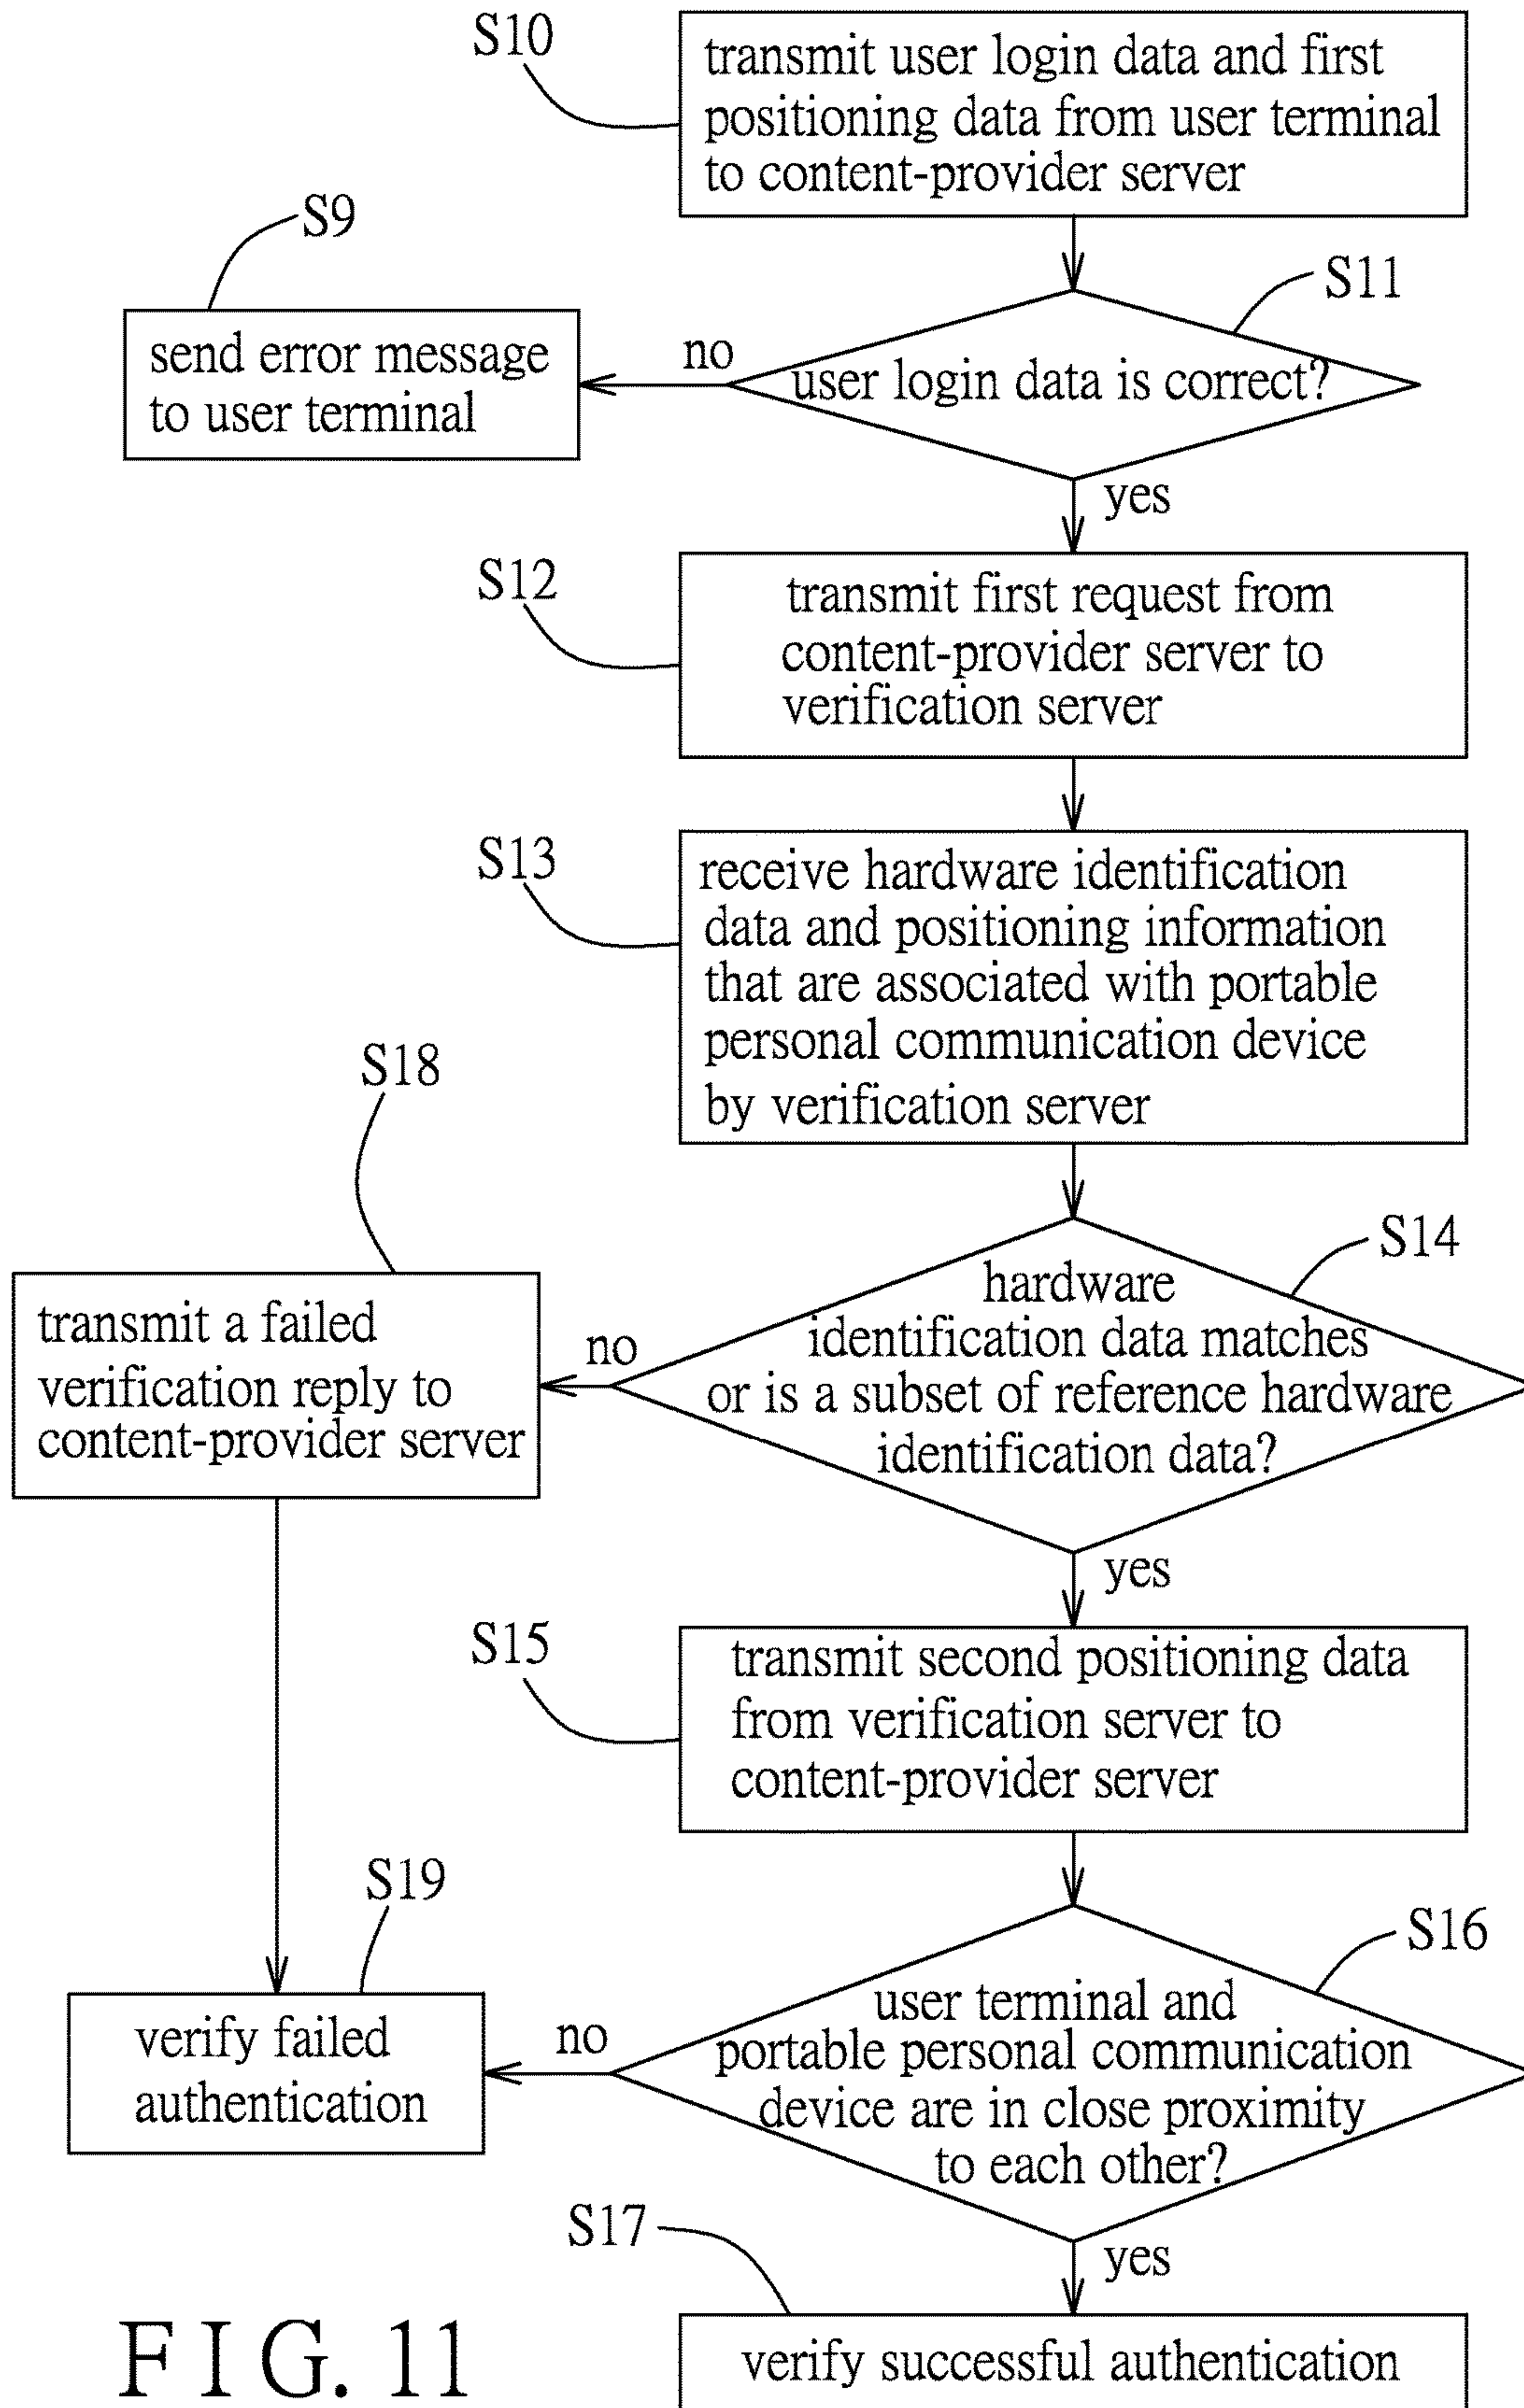 S10
transmit user login data and first
positioning data from user terminal
to content-provider server
S9
S11
send error message
to user terminal
no
user login data is correct?
yes
S12
transmit first request from
content-provider server to
verification server
S13
receive hardware identification
data and positioning information
that are associated with portable
personal communication device
by verification server
S18
S14
transmit a failed
verification reply to
content-provider server
no
hardware
identification data matches
or is a subset of reference hardware
identification data?
yes
S15
transmit second positioning data
from verification server to
content-provider server
S19
S16
verify failed
authentication
no
user terminal and
portable personal communication
device are in close proximity
to each other?
S17
yes
verify successful authentication
FIG. 11